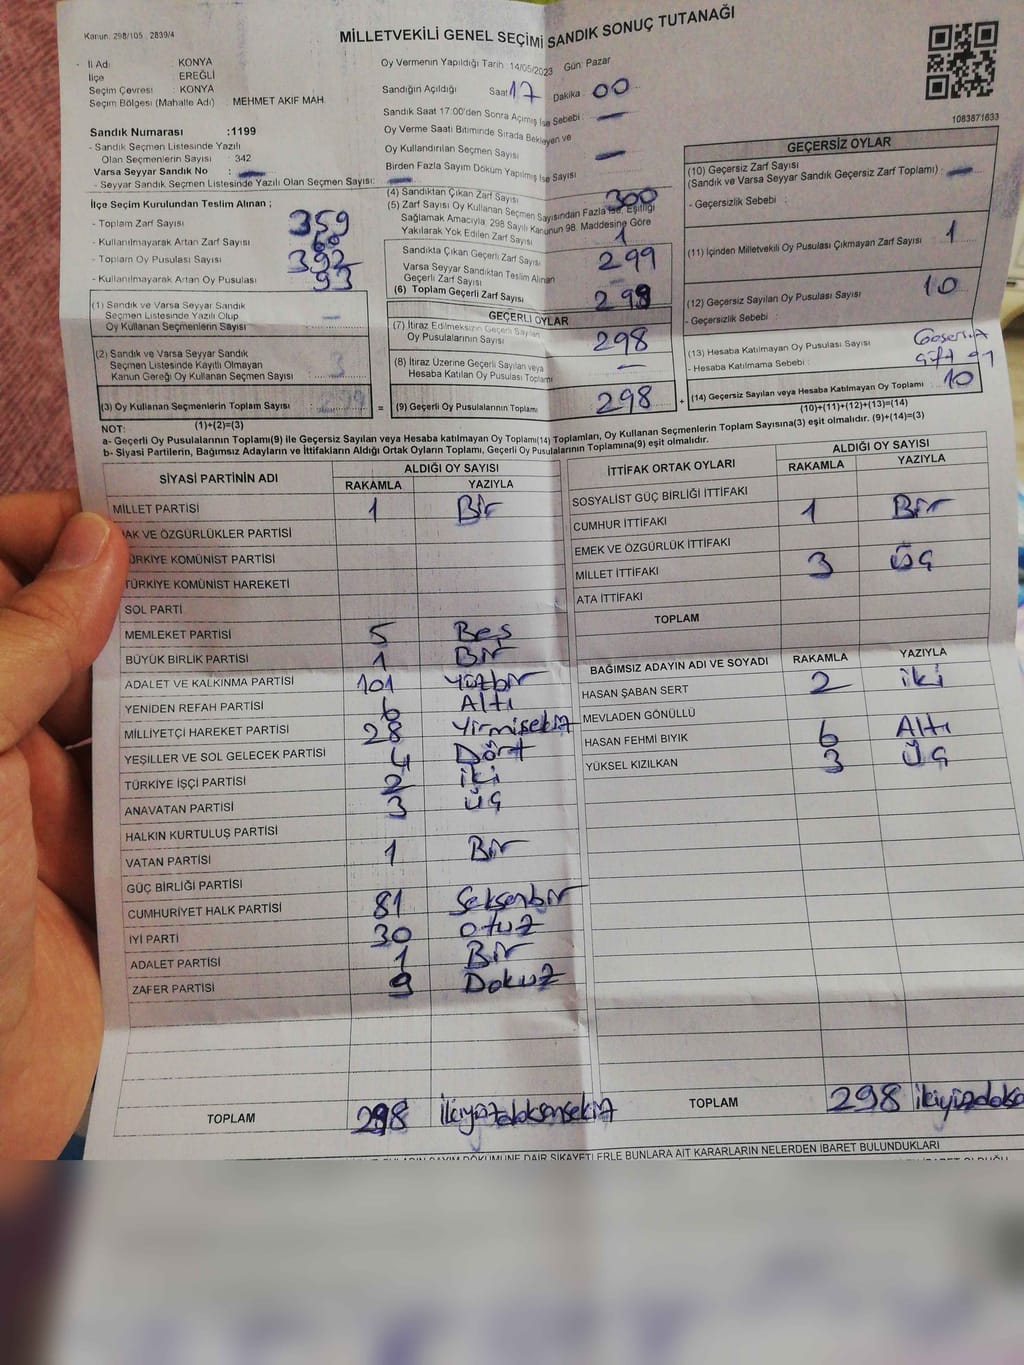 Kanun. 298/105 . 2839/4
MİLLETVEKİLİ GENEL SEÇİMİ SANDIK SONUÇ TUTANAĞI
İl Adı : KONYA
İlçe : EREĞLİ
Seçim Çevresi : KONYA
Seçim Bölgesi (Mahalle Adı) : MEHMET AKİF MAH.
Sandık Numarası :1199
- Sandık Seçmen Listesinde Yazılı
Olan Seçmenlerin Sayısı : 342
Varsa Seyyar Sandık No : -
- Seyyar Sandık Seçmen Listesinde Yazılı Olan Seçmen Sayısı: -
İlçe Seçim Kurulundan Teslim Alınan ;
- Toplam Zarf Sayısı 359
- Kullanılmayarak Artan Zarf Sayısı
- Toplam Oy Pusulası Sayısı 392
- Kullanılmayarak Artan Oy Pusulası 93
(1) Sandık ve Varsa Seyyar Sandık
Seçmen Listesinde Yazılı Olup
Oy Kullanan Seçmenlerin Sayısı -
(2) Sandık ve Varsa Seyyar Sandık
Seçmen Listesinde Kayıtlı Olmayan
Kanun Gereği Oy Kullanan Seçmen Sayısı
(3) Oy Kullanan Seçmenlerin Toplam Sayısı
(1)+(2)=(3)
Oy Vermenin Yapıldığı Tarih : 14/05/2023 Gün: Pazar
Sandığın Açıldığı Saat 17 Dakika 00
Sandık Saat 17:00'den Sonra Açılmış İse Sebebi : -
Oy Verme Saati Bitiminde Sırada Bekleyen ve
Oy Kullandırılan Seçmen Sayısı -
Birden Fazla Sayım Döküm Yapılmış İse Sayısı
(4) Sandıktan Çıkan Zarf Sayısı 300
(5) Zarf Sayısı Oy Kullanan Seçmen Sayısından Fazla İse, Eşitliği
Sağlamak Amacıyla; 298 Sayılı Kanunun 98. Maddesine Göre
Yakılarak Yok Edilen Zarf Sayısı 1
Sandıkta Çıkan Geçerli Zarf Sayısı 299
Varsa Seyyar Sandıktan Teslim Alınan
Geçerli Zarf Sayısı -
(6) Toplam Geçerli Zarf Sayısı
GEÇERLİ OYLAR
(7) İtiraz Edilmeksizin Geçerli Sayılan
Oy Pusulalarının Sayısı 298
(8) İtiraz Üzerine Geçerli Sayılan veya
Hesaba Katılan Oy Pusulası Toplamı -
= (9) Geçerli Oy Pusulalarının Toplamı 298 +
1083871633
GEÇERSİZ OYLAR
(10) Geçersiz Zarf Sayısı
(Sandık ve Varsa Seyyar Sandık Geçersiz Zarf Toplamı) : -
- Geçersizlik Sebebi :
(11) İçinden Milletvekili Oy Pusulası Çıkmayan Zarf Sayısı 1
(12) Geçersiz Sayılan Oy Pusulası Sayısı 10
- Geçersizlik Sebebi :
(13) Hesaba Katılmayan Oy Pusulası Sayısı
- Hesaba Katılmama Sebebi :
(14) Geçersiz Sayılan veya Hesaba Katılmayan Oy Toplamı 10
(10)+(11)+(12)+(13)=(14)
NOT:
a- Geçerli Oy Pusulalarının Toplamı(9) ile Geçersiz Sayılan veya Hesaba katılmayan Oy Toplamı(14) Toplamları, Oy Kullanan Seçmenlerin Toplam Sayısına(3) eşit olmalıdır. (9)+(14)=(3)
b- Siyasi Partilerin, Bağımsız Adayların ve İttifakların Aldığı Ortak Oyların Toplamı, Geçerli Oy Pusulalarının Toplamına(9) eşit olmalıdır.
SİYASİ PARTİNİN ADI ALDIĞI OY SAYISI
RAKAMLA YAZIYLA
MİLLET PARTİSİ 1 Bir
AK VE ÖZGÜRLÜKLER PARTİSİ
ÜRKİYE KOMÜNİST PARTİSİ
TÜRKİYE KOMÜNİST HAREKETİ
SOL PARTİ
MEMLEKET PARTİSİ 5 Beş
BÜYÜK BİRLİK PARTİSİ 1 Bir
ADALET VE KALKINMA PARTİSİ 101 Yüzbir
YENİDEN REFAH PARTİSİ 6 Altı
MİLLİYETÇİ HAREKET PARTİSİ 28 Yirmisekiz
YEŞİLLER VE SOL GELECEK PARTİSİ 4 Dört
TÜRKİYE İŞÇİ PARTİSİ 2 iki
ANAVATAN PARTİSİ 3 üç
HALKIN KURTULUŞ PARTİSİ
VATAN PARTİSİ 1 Bir
GÜÇ BİRLİĞİ PARTİSİ
CUMHURİYET HALK PARTİSİ 81 Seksenbir
İYİ PARTİ 30 otuz
ADALET PARTİSİ 1 Bir
ZAFER PARTİSİ 9 Dokuz
TOPLAM 298 ikiyüzdoksansekiz
İTTİFAK ORTAK OYLARI ALDIĞI OY SAYISI
RAKAMLA YAZIYLA
SOSYALİST GÜÇ BİRLİĞİ İTTİFAKI
CUMHUR İTTİFAKI 1 Bir
EMEK VE ÖZGÜRLÜK İTTİFAKI
MİLLET İTTİFAKI 3 üç
ATA İTTİFAKI
TOPLAM
BAĞIMSIZ ADAYIN ADI VE SOYADI RAKAMLA YAZIYLA
HASAN ŞABAN SERT 2 iki
MEVLADEN GÖNÜLLÜ
HASAN FEHMİ BIYIK 6 Altı
YÜKSEL KIZILKAN 3 üç
TOPLAM 298 ikiyüzdoksa
SAYIM DÖKÜMÜNE DAİR ŞİKAYETLERLE BUNLARA AİT KARARLARIN NELERDEN İBARET BULUNDUKLARI